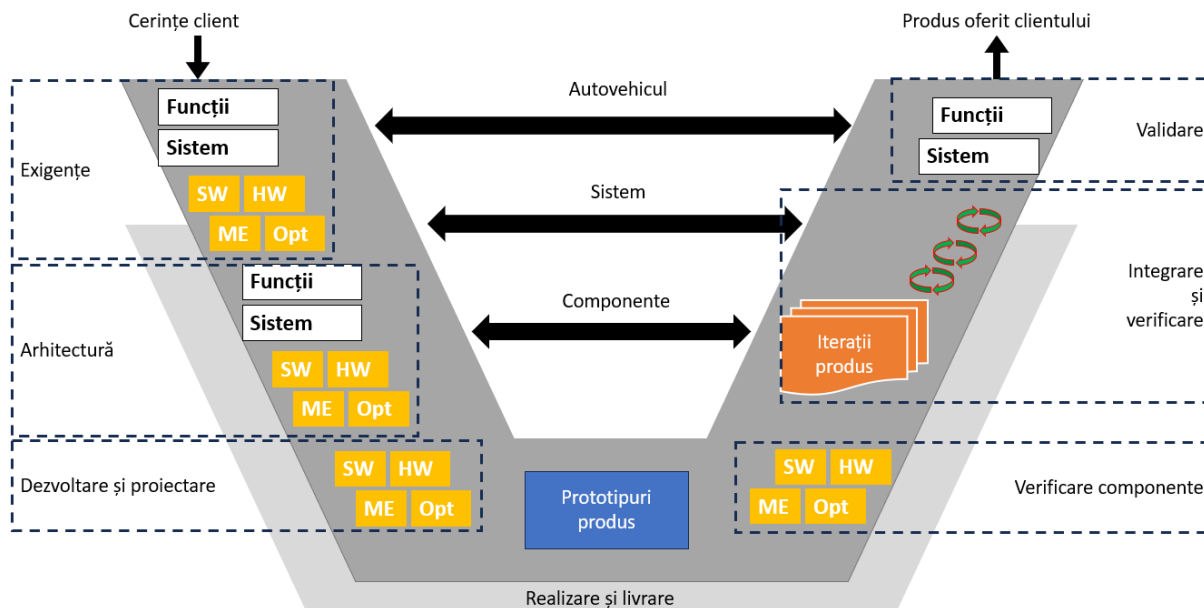 Cerințe client
Produs oferit clientului
Autovehicul
Funcții
Sistem
Exigențe
SW HW
ME Opt
Funcții
Sistem
Validare
Sistem
Funcții
Sistem
Arhitectură
SW HW
ME Opt
Componente
Integrare
și
verificare
Iterații
produs
Dezvoltare și proiectare
SW HW
ME Opt
Prototipuri
produs
SW HW
ME Opt
Verificare componente
Realizare și livrare